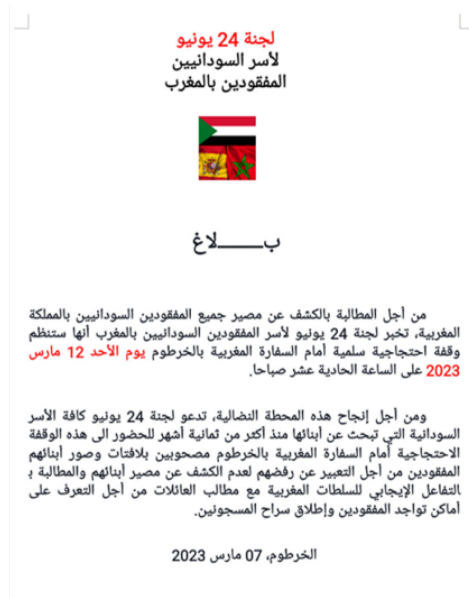 لجنة 24 يونيو
لأسر السودانيين
المفقودين بالمغرب
بــــــلاغ
من أجل المطالبة بالكشف عن مصير جميع المفقودين السودانيين بالمملكة
المغربية، تخبر لجنة 24 يونيو لأسر المفقودين السودانيين بالمغرب أنها ستنظم
وقفة احتجاجية سلمية أمام السفارة المغربية بالخرطوم يوم الأحد 12 مارس
2023 على الساعة الحادية عشر صباحا.
ومن أجل إنجاح هذه المحطة النضالية، تدعو لجنة 24 يونيو كافة الأسر
السودانية التي تبحث عن أبنائها منذ أكثر من ثمانية أشهر للحضور الى هذه الوقفة
الاحتجاجية أمام السفارة المغربية بالخرطوم مصحوبين بلافتات وصور أبنائهم
المفقودين من أجل التعبير عن رفضهم لعدم الكشف عن مصير أبنائهم والمطالبة ب
التفاعل الإيجابي للسلطات المغربية مع مطالب العائلات من أجل التعرف على
أماكن تواجد المفقودين وإطلاق سراح المسجونين.
الخرطوم، 07 مارس 2023